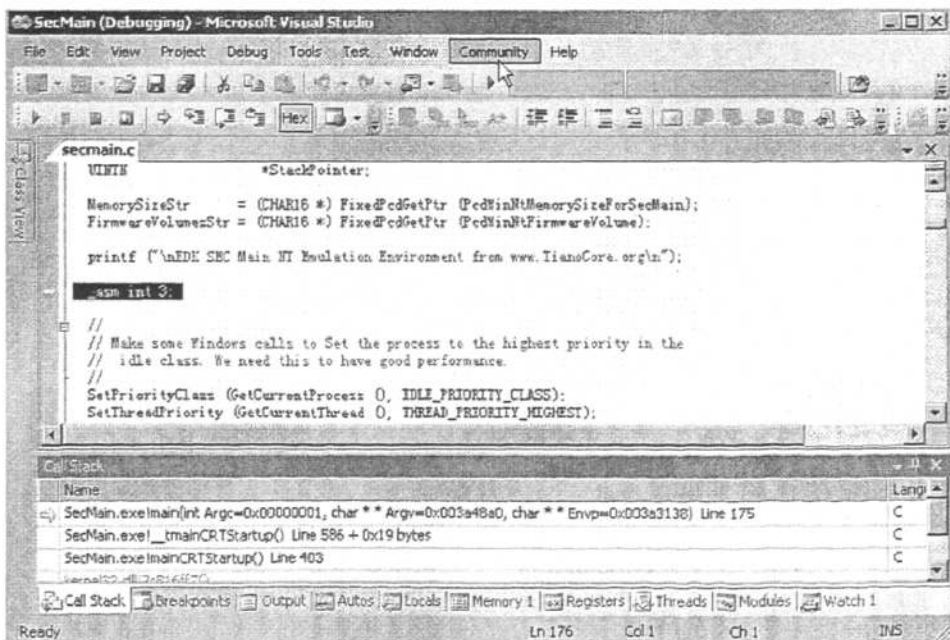 SecMain (Debugging) - Microsoft Visual Studio
File Edit View Project Debug Tools Test Window Community Help
Hex
Class View
secmain.c
UINTN *StackPointer;
MemorySizeStr = (CHAR16 *) FixedPcdGetPtr (PcdWinNtMemorySizeForSecMain);
FirmwareVolumesStr = (CHAR16 *) FixedPcdGetPtr (PcdWinNtFirmwareVolume);
printf ("\nEDK SEC Main NT Emulation Environment from www.TianoCore.org\n");
_asm int 3;
//
// Make some Windows calls to Set the process to the highest priority in the
// idle class. We need this to have good performance.
//
SetPriorityClass (GetCurrentProcess (), IDLE_PRIORITY_CLASS);
SetThreadPriority (GetCurrentThread (), THREAD_PRIORITY_HIGHEST);
Call Stack
Name Langu
SecMain.exe!main(int Argc=0x00000001, char * * Argv=0x003a48a0, char * * Envp=0x003a3138) Line 175 C
SecMain.exe!__tmainCRTStartup() Line 586 + 0x19 bytes C
SecMain.exe!mainCRTStartup() Line 403 C
Call Stack Breakpoints Output Autos Locals Memory 1 Registers Threads Modules Watch 1
Ready Ln 176 Col 1 Ch 1 INS